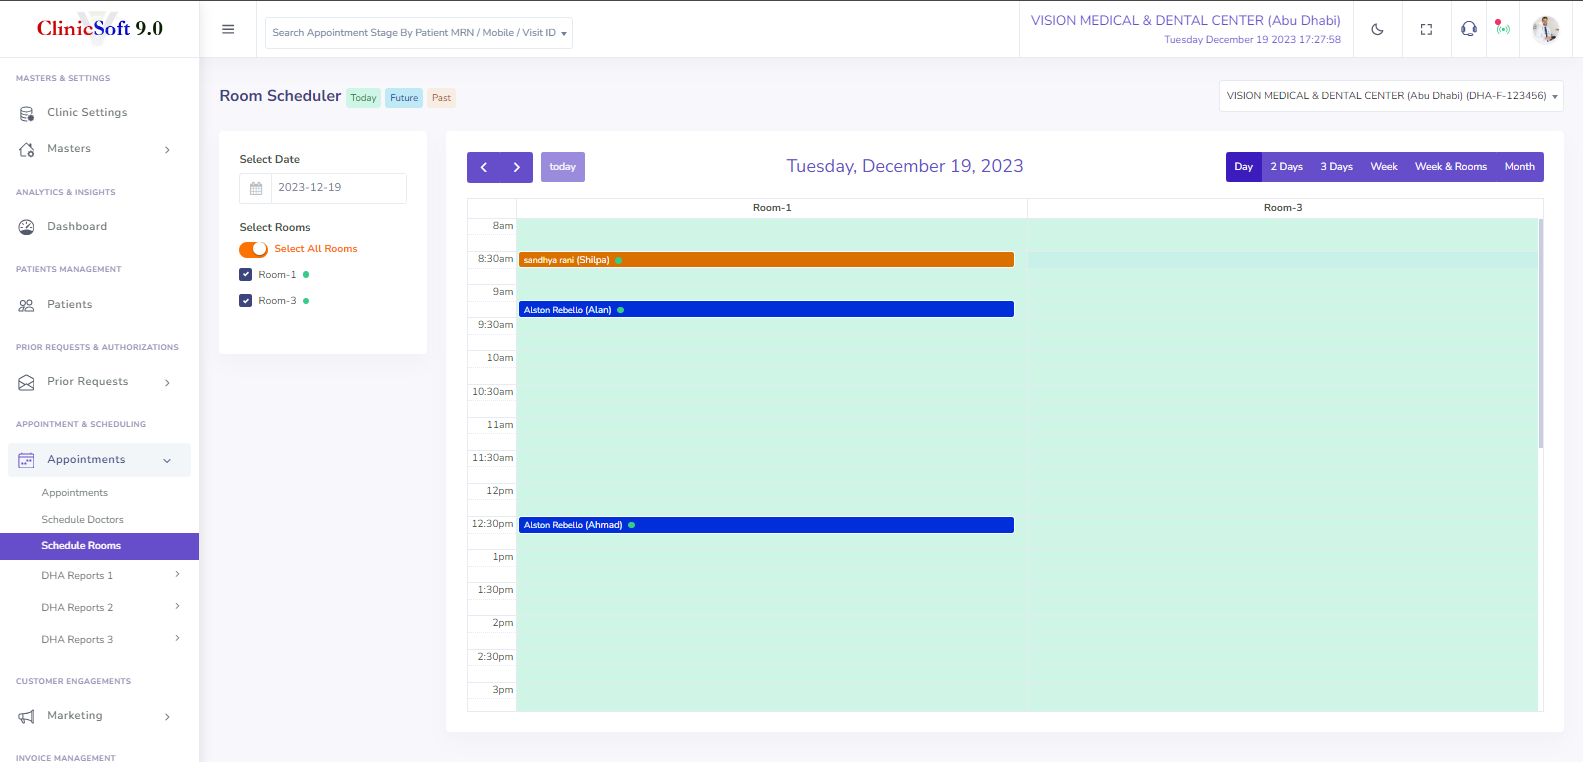 ClinicSoft 9.0
Search Appointment Stage By Patient MRN / Mobile / Visit ID
VISION MEDICAL & DENTAL CENTER (Abu Dhabi)
Tuesday December 19 2023 17:27:58
MASTERS & SETTINGS
Clinic Settings
Masters
ANALYTICS & INSIGHTS
Dashboard
PATIENTS MANAGEMENT
Patients
PRIOR REQUESTS & AUTHORIZATIONS
Prior Requests
APPOINTMENT & SCHEDULING
Appointments
Appointments
Schedule Doctors
Schedule Rooms
DHA Reports 1
DHA Reports 2
DHA Reports 3
CUSTOMER ENGAGEMENTS
Marketing
INVOICE MANAGEMENT
Room Scheduler Today Future Past
VISION MEDICAL & DENTAL CENTER (Abu Dhabi) (DHA-F-123456)
Select Date
2023-12-19
Select Rooms
Select All Rooms
Room-1
Room-3
today
Tuesday, December 19, 2023
Day 2 Days 3 Days Week Week & Rooms Month
Room-1 Room-3
8am
8:30am sandhya rani (Shilpa)
9am
Alston Rebello (Alan)
9:30am
10am
10:30am
11am
11:30am
12pm
12:30pm Alston Rebello (Ahmad)
1pm
1:30pm
2pm
2:30pm
3pm